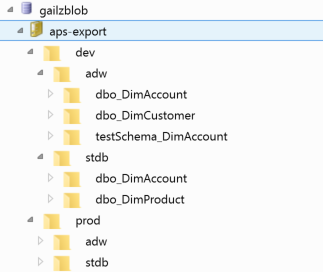 gailzblob
aps-export
dev
adw
dbo_DimAccount
dbo_DimCustomer
testSchema_DimAccount
stdb
dbo_DimAccount
dbo_DimProduct
prod
adw
stdb